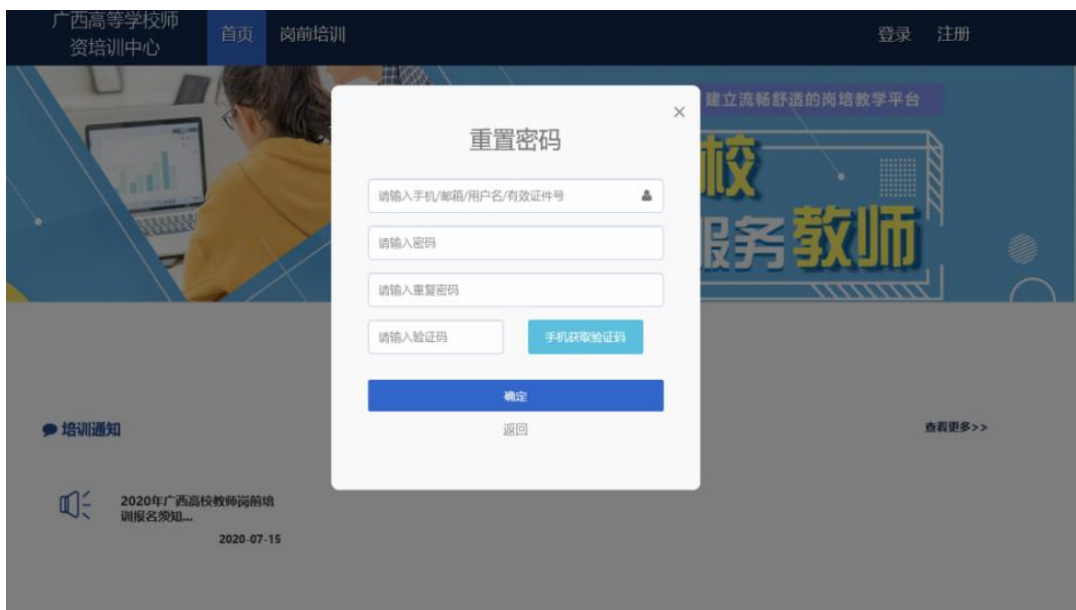 广西高等学校师
资培训中心
首页
岗前培训
登录
注册
建立流畅舒适的岗培教学平台
校
服务教师
×
重置密码
请输入手机/邮箱/用户名/有效证件号
请输入密码
请输入重复密码
请输入验证码
手机获取验证码
确定
返回
培训通知
查看更多>>
2020年广西高校教师岗前培
训报名须知...
2020-07-15